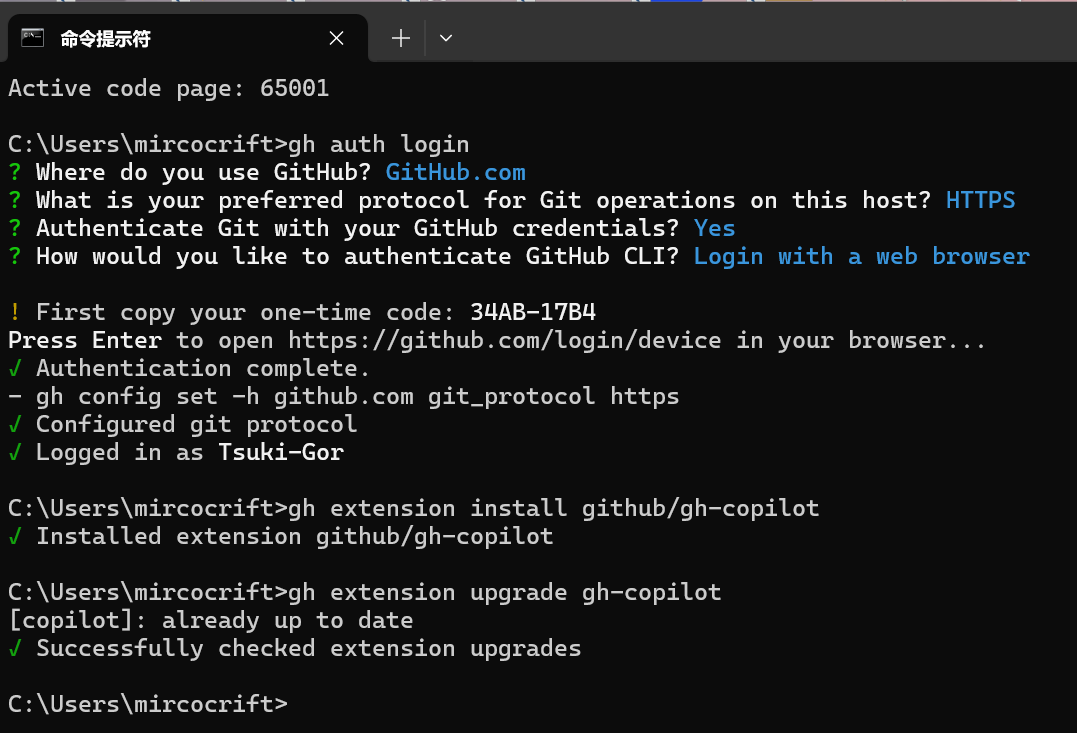 命令提示符
Active code page: 65001
C:\Users\mircocrift>gh auth login
? Where do you use GitHub? GitHub.com
? What is your preferred protocol for Git operations on this host? HTTPS
? Authenticate Git with your GitHub credentials? Yes
? How would you like to authenticate GitHub CLI? Login with a web browser
! First copy your one-time code: 34AB-17B4
Press Enter to open https://github.com/login/device in your browser...
✓ Authentication complete.
- gh config set -h github.com git_protocol https
✓ Configured git protocol
✓ Logged in as Tsuki-Gor
C:\Users\mircocrift>gh extension install github/gh-copilot
✓ Installed extension github/gh-copilot
C:\Users\mircocrift>gh extension upgrade gh-copilot
[copilot]: already up to date
✓ Successfully checked extension upgrades
C:\Users\mircocrift>